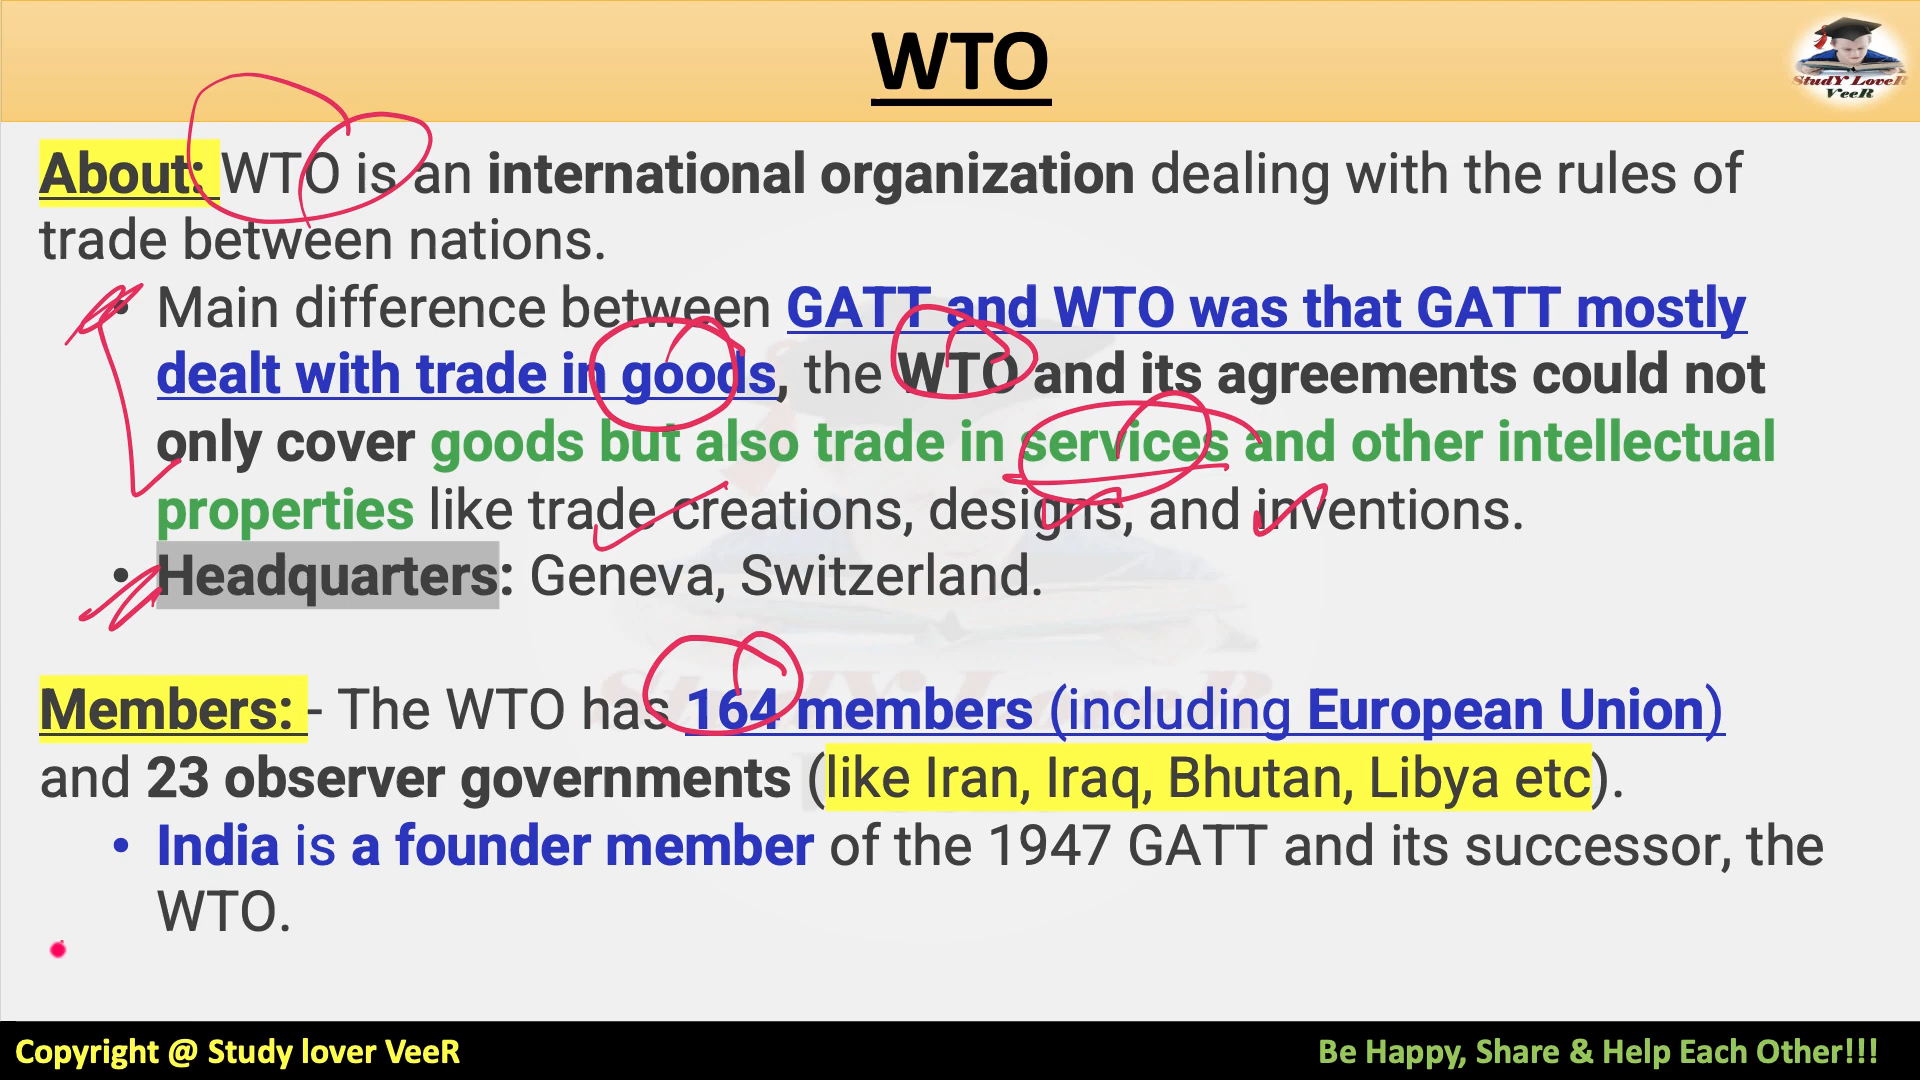 WTO
StudY LoveR
VeeR
About: WTO is an international organization dealing with the rules of
trade between nations.
• Main difference between GATT and WTO was that GATT mostly
dealt with trade in goods, the WTO and its agreements could not
only cover goods but also trade in services and other intellectual
properties like trade creations, designs, and inventions.
• Headquarters: Geneva, Switzerland.
StudY LoveR
Members: - The WTO has 164 members (including European Union)
and 23 observer governments (like Iran, Iraq, Bhutan, Libya etc).
• India is a founder member of the 1947 GATT and its successor, the
WTO.
Copyright @ Study lover VeeR
Be Happy, Share & Help Each Other!!!